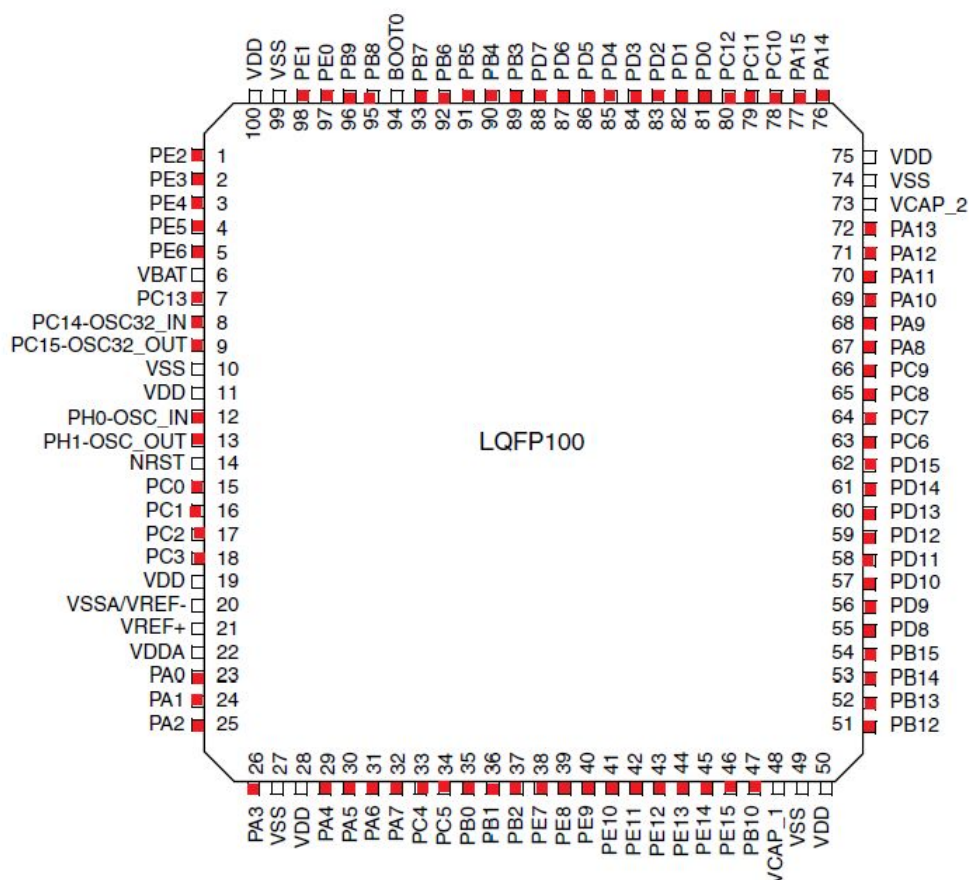 VDD VSS PE1 PE0 PB9 PB8 BOOT0 PB7 PB6 PB5 PB4 PB3 PD7 PD6 PD5 PD4 PD3 PD2 PD1 PD0 PC12 PC11 PC10 PA15 PA14
100 99 98 97 96 95 94 93 92 91 90 89 88 87 86 85 84 83 82 81 80 79 78 77 76
PE2 1 75 VDD
PE3 2 74 VSS
PE4 3 73 VCAP_2
PE5 4 72 PA13
PE6 5 71 PA12
VBAT 6 70 PA11
PC13 7 69 PA10
PC14-OSC32_IN 8 68 PA9
PC15-OSC32_OUT 9 67 PA8
VSS 10 66 PC9
VDD 11 65 PC8
PH0-OSC_IN 12 64 PC7
PH1-OSC_OUT 13 LQFP100 63 PC6
NRST 14 62 PD15
PC0 15 61 PD14
PC1 16 60 PD13
PC2 17 59 PD12
PC3 18 58 PD11
VDD 19 57 PD10
VSSA/VREF- 20 56 PD9
VREF+ 21 55 PD8
VDDA 22 54 PB15
PA0 23 53 PB14
PA1 24 52 PB13
PA2 25 51 PB12
26 27 28 29 30 31 32 33 34 35 36 37 38 39 40 41 42 43 44 45 46 47 48 49 50
PA3 VSS VDD PA4 PA5 PA6 PA7 PC4 PC5 PB0 PB1 PB2 PE7 PE8 PE9 PE10 PE11 PE12 PE13 PE14 PE15 PB10 VCAP_1 VSS VDD